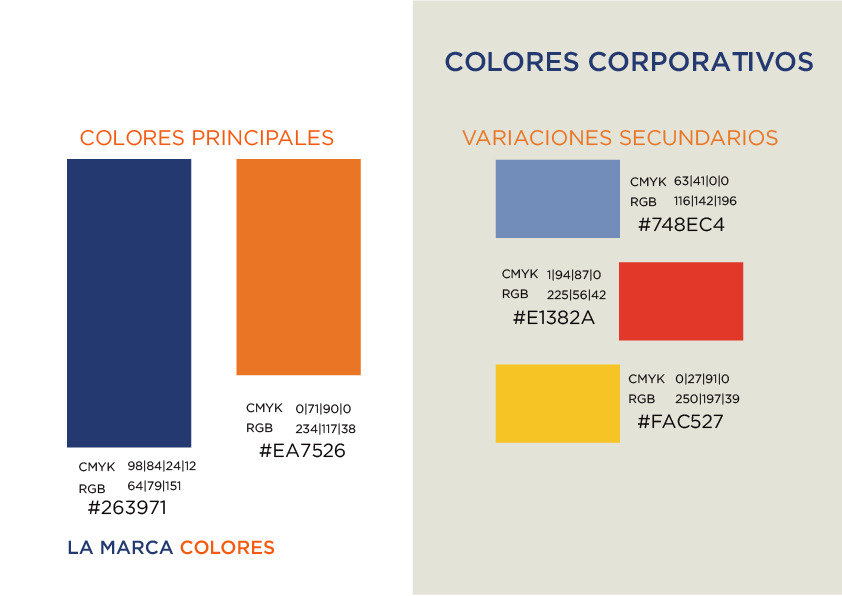 COLORES CORPORATIVOS
COLORES PRINCIPALES
CMYK 98|84|24|12
RGB 64|79|151
#263971
CMYK 0|71|90|0
RGB 234|117|38
#EA7526
LA MARCA COLORES
VARIACIONES SECUNDARIOS
CMYK 63|41|0|0
RGB 116|142|196
#748EC4
CMYK 1|94|87|0
RGB 225|56|42
#E1382A
CMYK 0|27|91|0
RGB 250|197|39
#FAC527